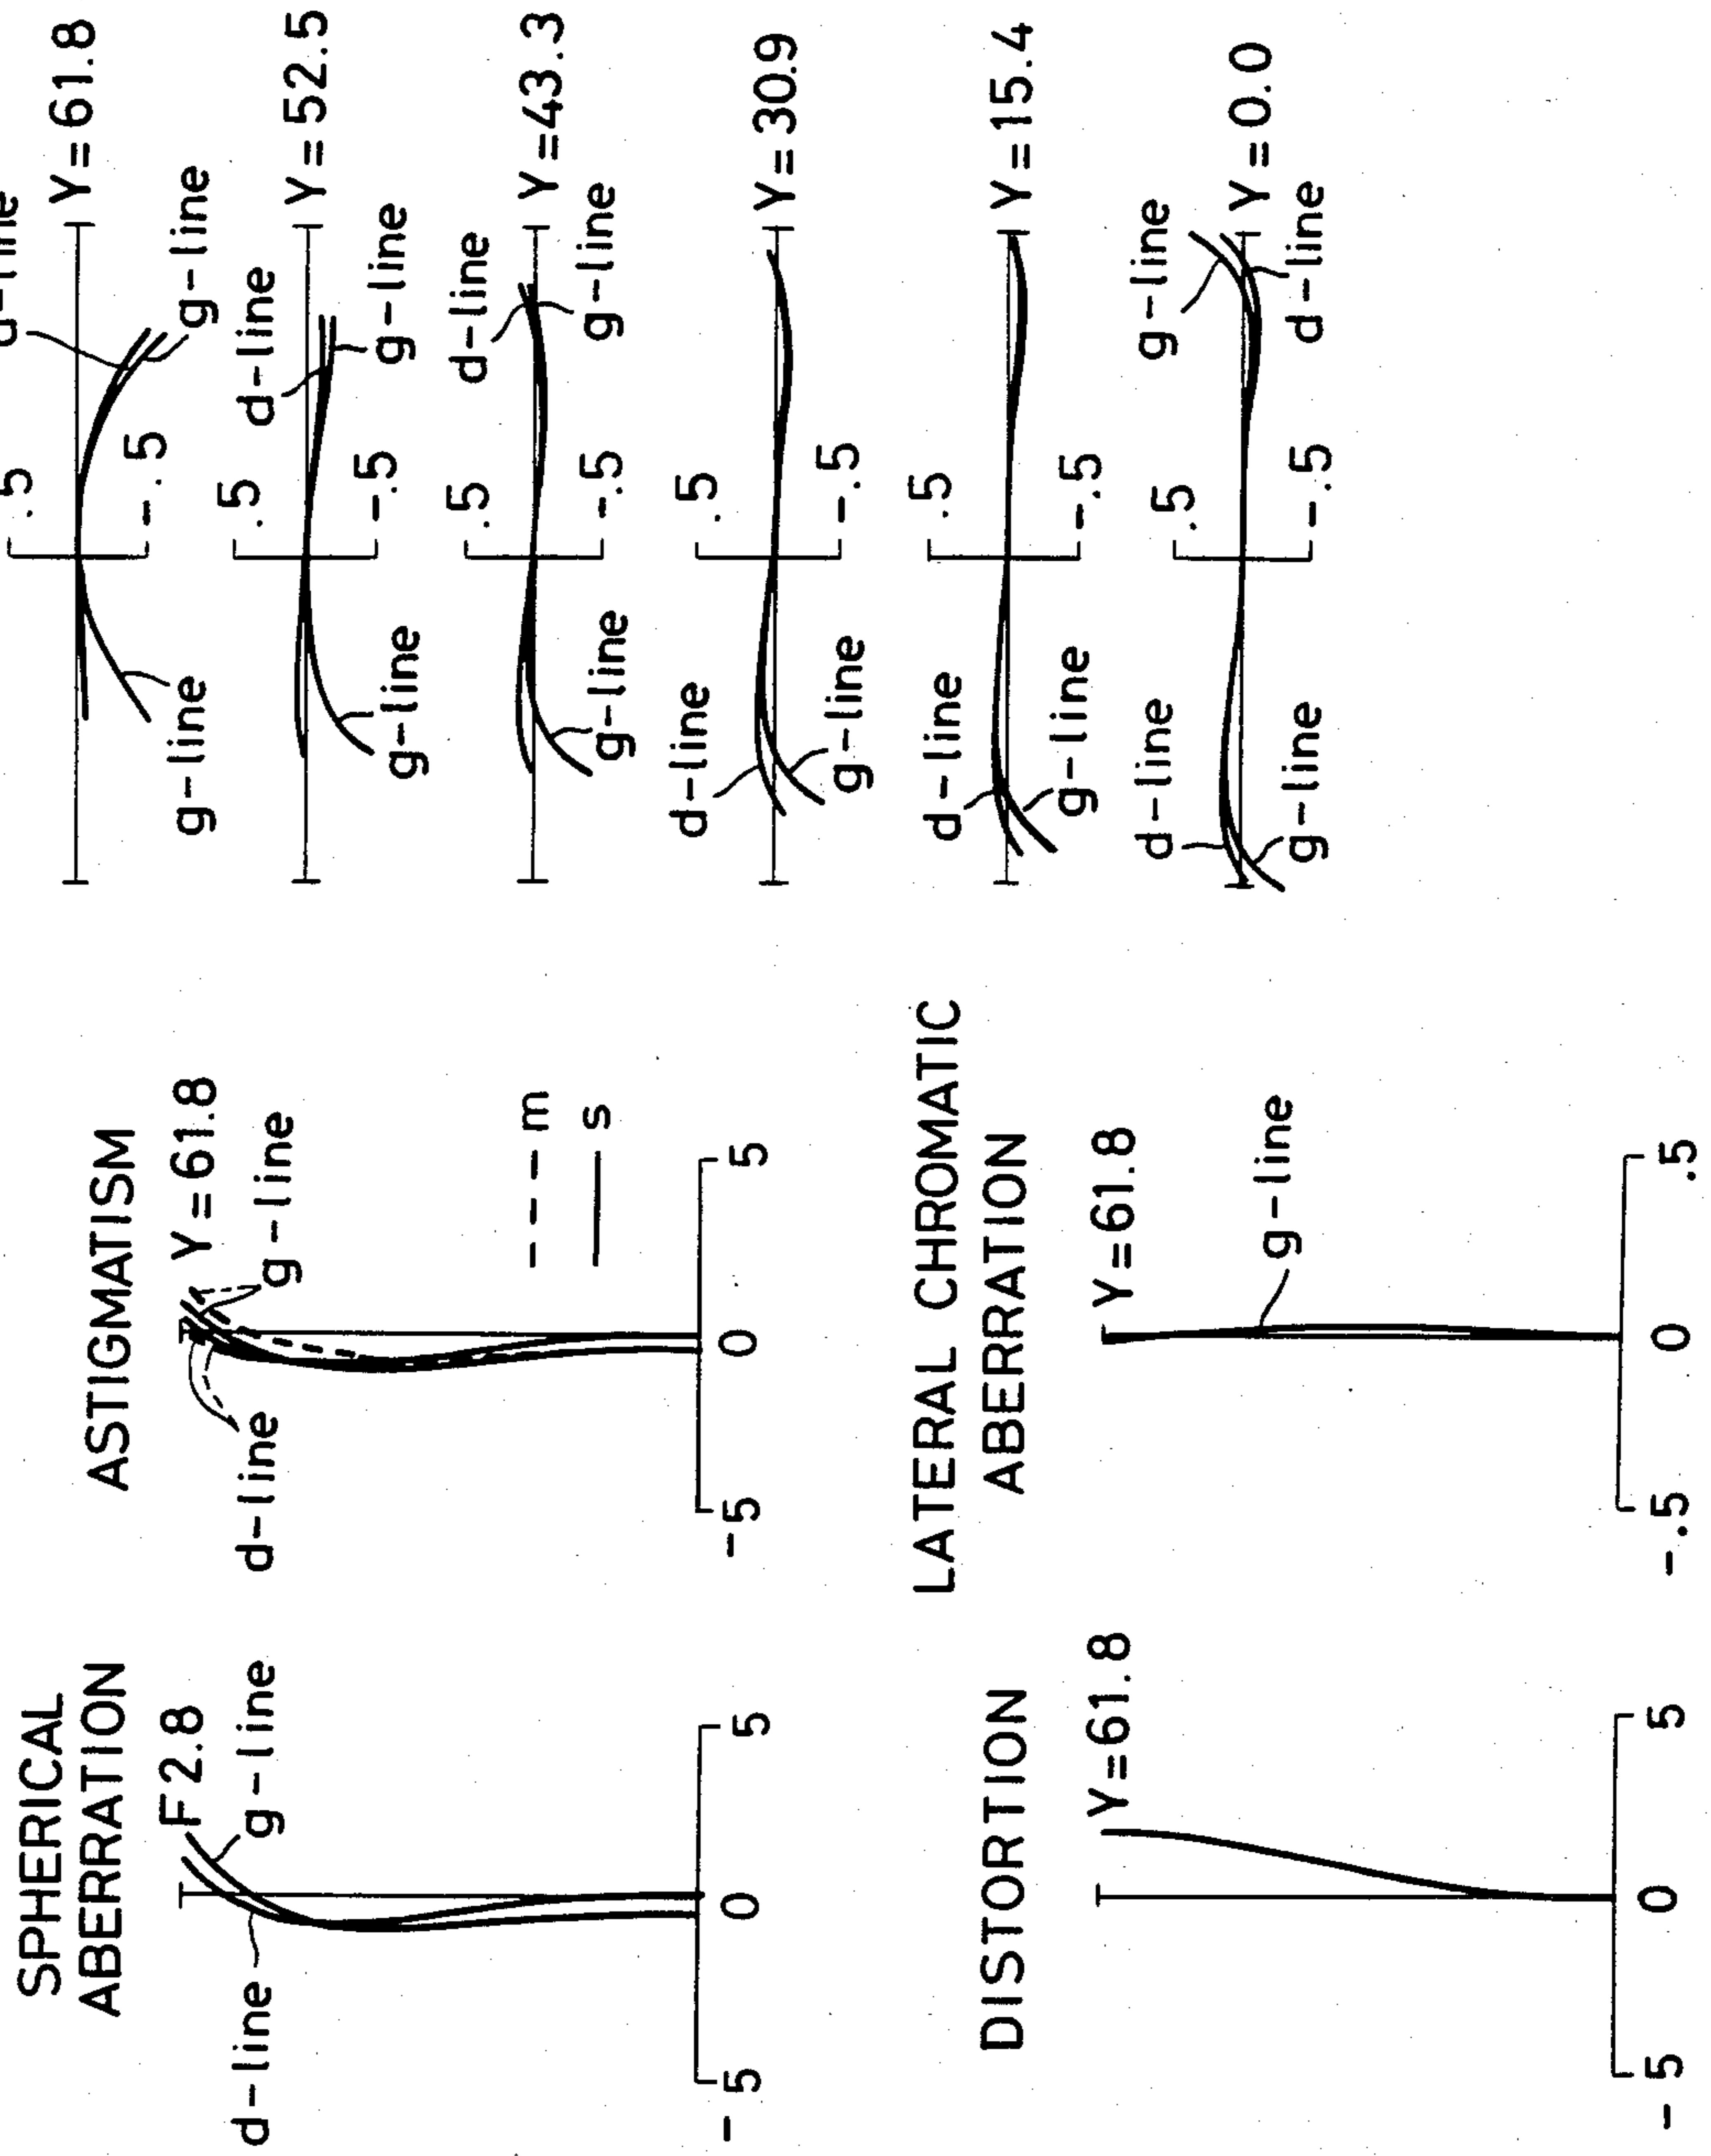 SPHERICAL
ABERRATION
F 2.8
g-line
d-line
-5
0
5
ASTIGMATISM
Y=61.8
g-line
d-line
m
s
-5
0
5
DISTORTION
Y=61.8
-5
0
5
LATERAL CHROMATIC
ABERRATION
Y=61.8
g-line
-.5
0
.5
.5
d-line
Y=61.8
g-line
g-line
-.5
.5
d-line
Y=52.5
g-line
g-line
-.5
.5
d-line
Y=43.3
g-line
g-line
-.5
.5
d-line
Y=30.9
g-line
-.5
.5
d-line
Y=15.4
g-line
-.5
.5
d-line
g-line
Y=0.0
g-line
d-line
-.5